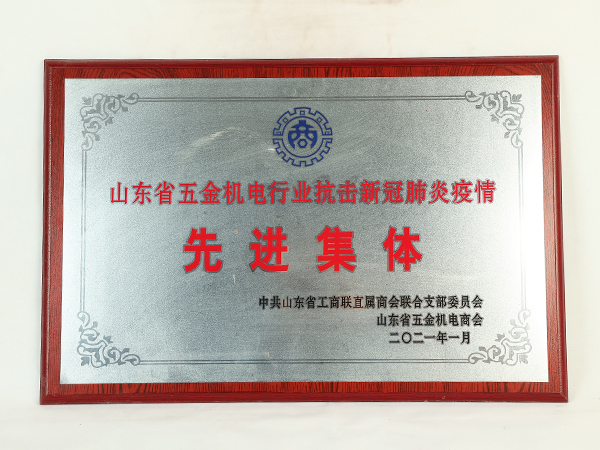 商
山东省五金机电行业抗击新冠肺炎疫情
先进集体
中共山东省工商联直属商会联合支部委员会
山东省五金机电商会
二〇二一年一月